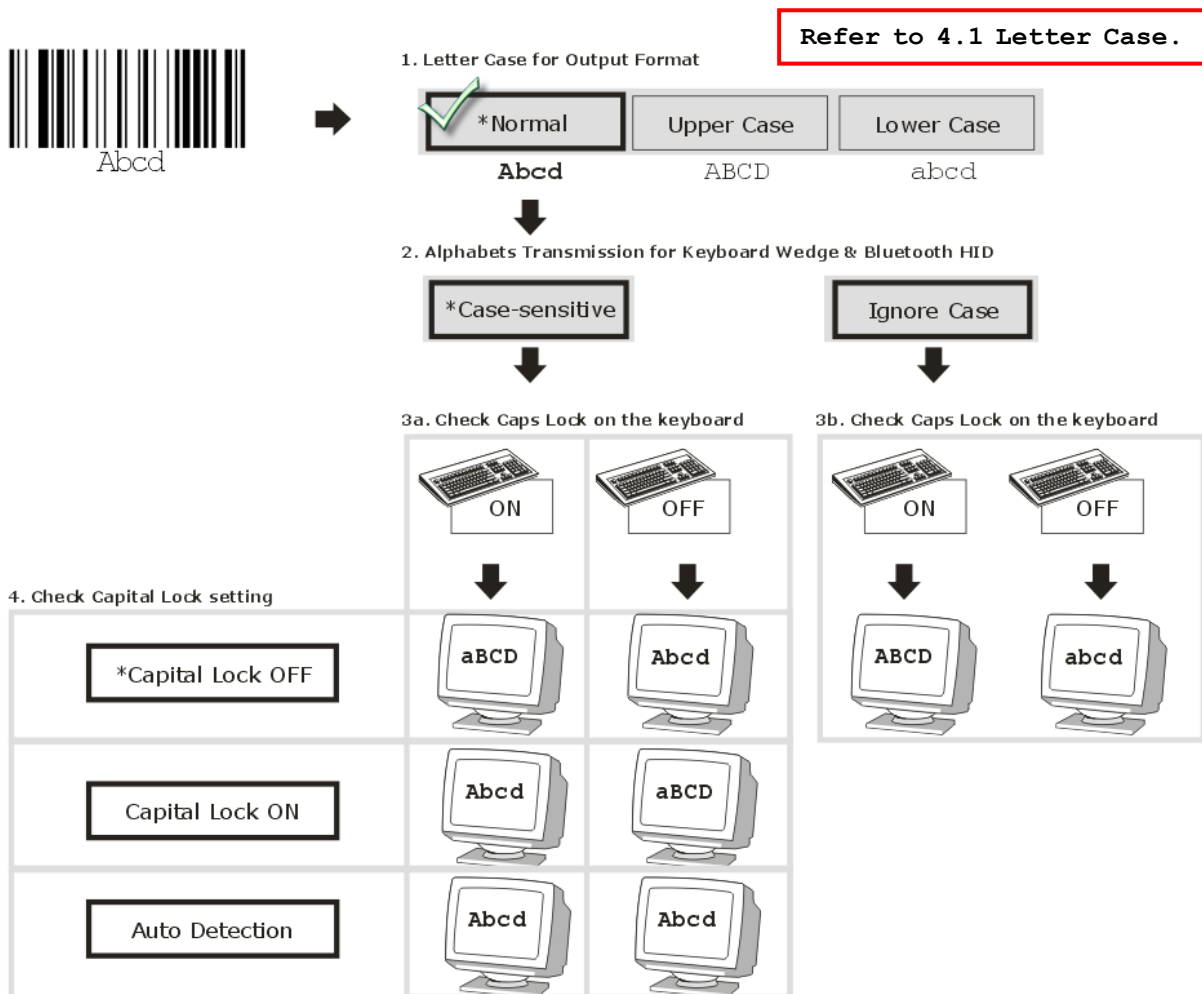 Refer to 4.1 Letter Case.
1. Letter Case for Output Format
*Normal Upper Case Lower Case
Abcd
Abcd ABCD abcd
2. Alphabets Transmission for Keyboard Wedge & Bluetooth HID
*Case-sensitive Ignore Case
3a. Check Caps Lock on the keyboard 3b. Check Caps Lock on the keyboard
ON OFF ON OFF
4. Check Capital Lock setting
*Capital Lock OFF aBCD Abcd ABCD abcd
Capital Lock ON Abcd aBCD
Auto Detection Abcd Abcd